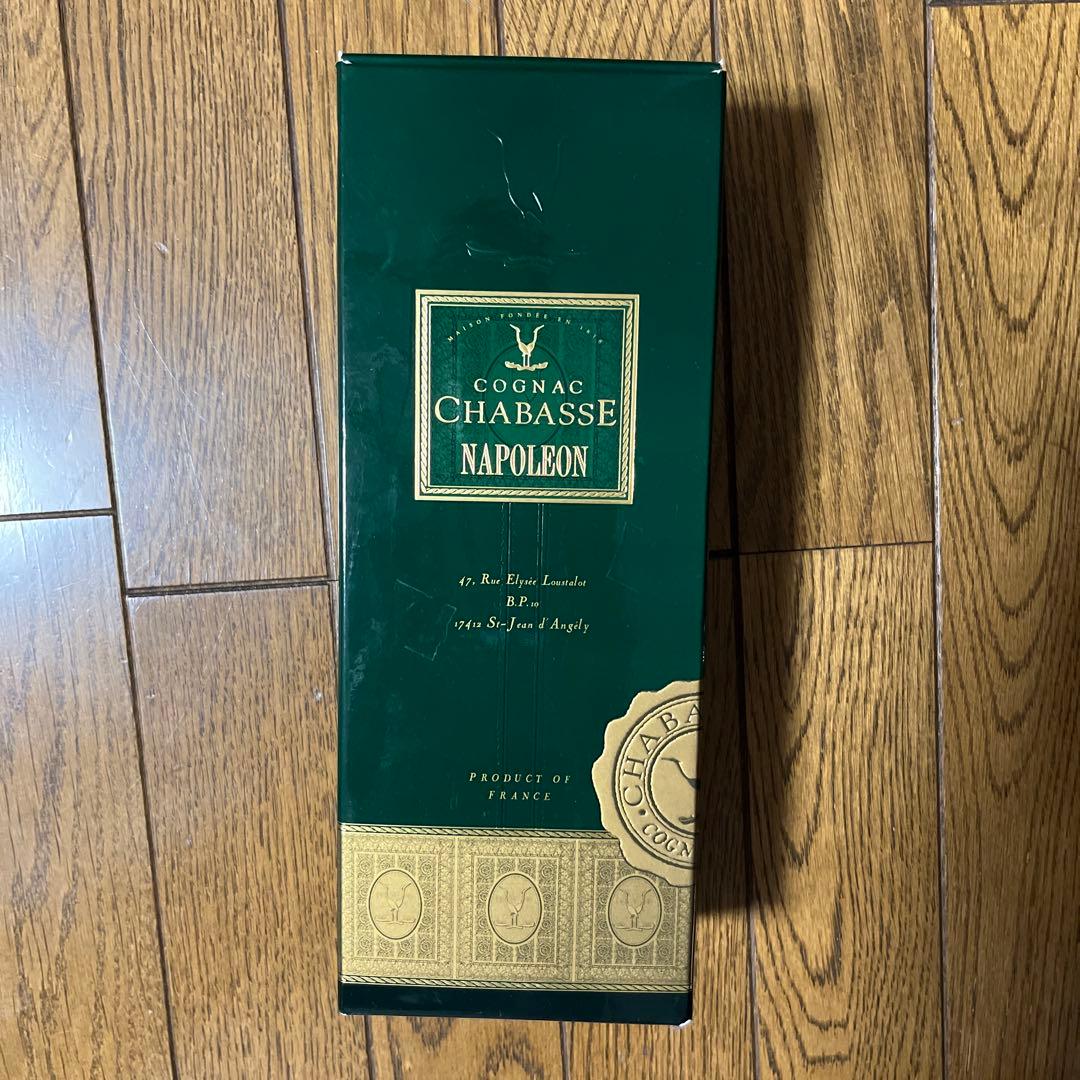 MAISON FONDÉE EN 1818
COGNAC
CHABASSE
NAPOLEON
47, Rue Elysée Loustalot
B.P. 10
17412 St-Jean d'Angély
PRODUCT OF
FRANCE
CHABA
COGN